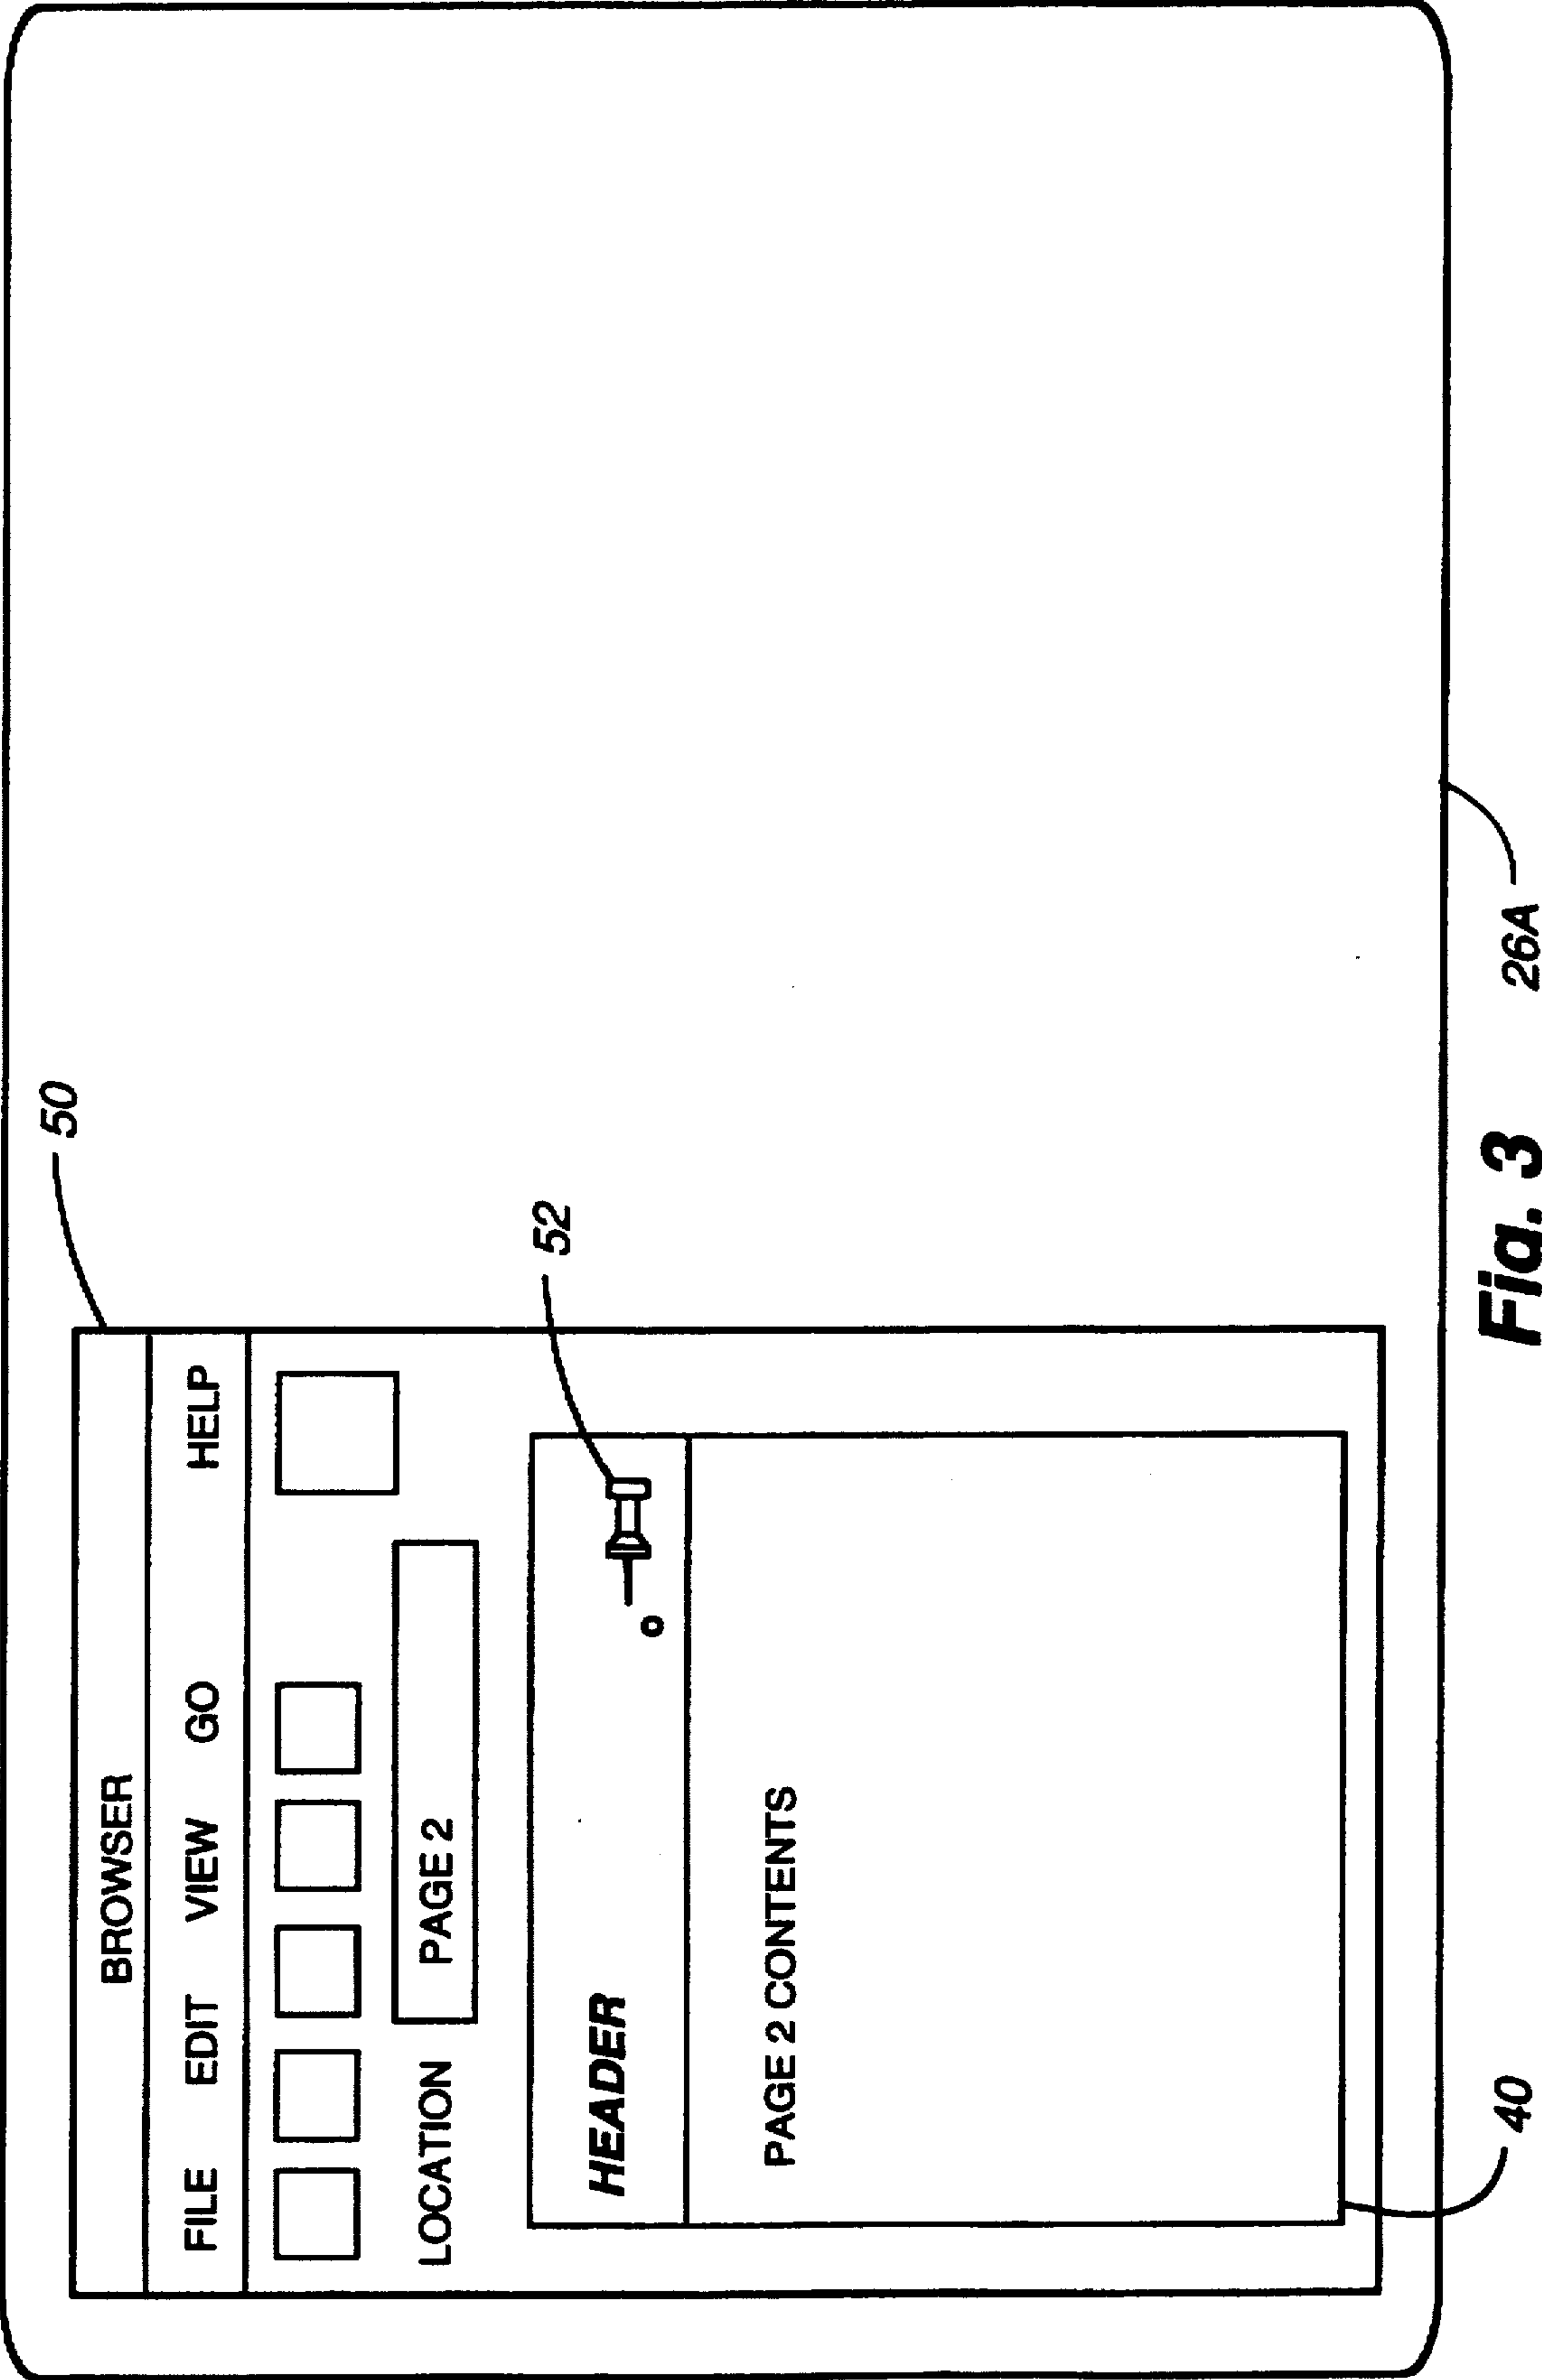 50
BROWSER
FILE EDIT VIEW GO HELP
LOCATION PAGE 2
52
HEADER
PAGE 2 CONTENTS
40
26A
Fig. 3